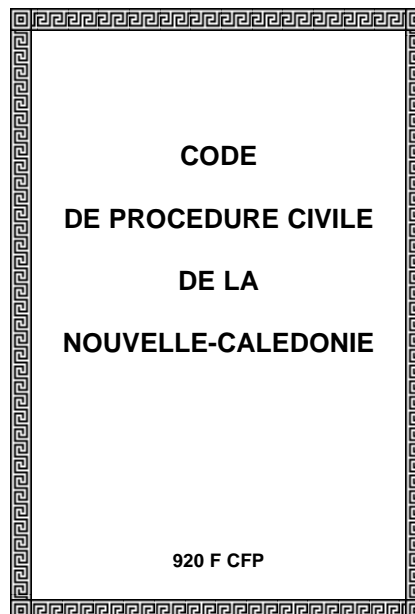 CODE
DE PROCEDURE CIVILE
DE LA
NOUVELLE-CALEDONIE
920 F CFP